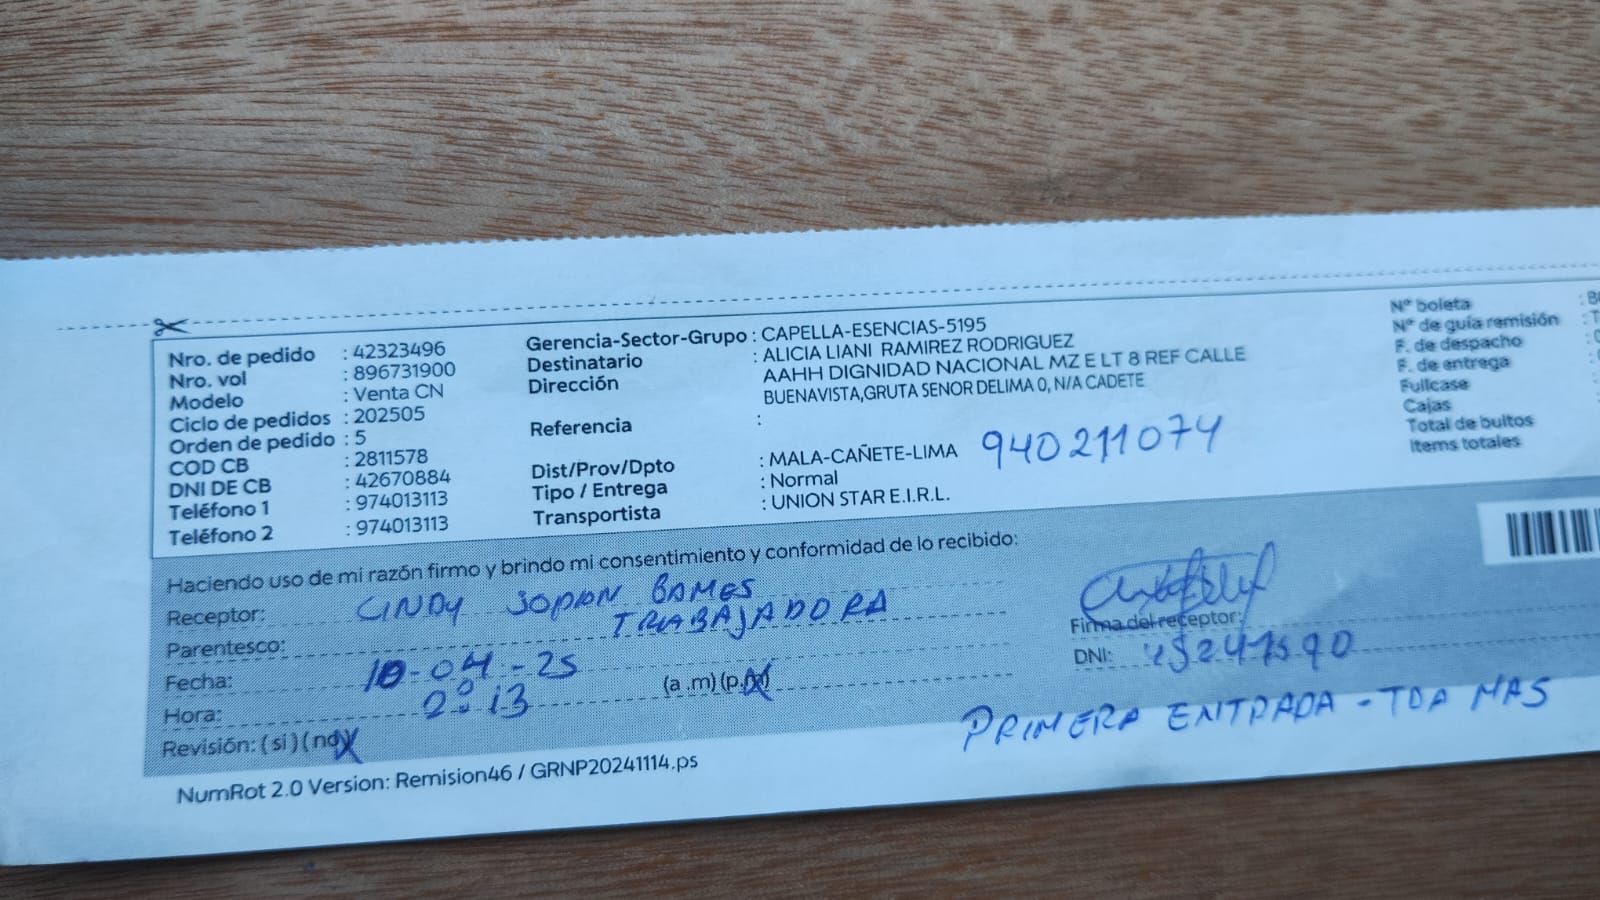 Nro. de pedido : 42323496
Nro. vol : 896731900
Modelo : Venta CN
Ciclo de pedidos : 202505
Orden de pedido : 5
COD CB : 2811578
DNI DE CB : 42670884
Teléfono 1 : 974013113
Teléfono 2 : 974013113
Gerencia-Sector-Grupo : CAPELLA-ESENCIAS-5195
Destinatario : ALICIA LIANI RAMIREZ RODRIGUEZ
Dirección : AAHH DIGNIDAD NACIONAL MZ E LT 8 REF CALLE
BUENAVISTA,GRUTA SENOR DELIMA 0, N/A CADETE
Referencia :
Dist/Prov/Dpto : MALA-CAÑETE-LIMA
Tipo / Entrega : Normal
Transportista : UNION STAR E.I.R.L.
940211074
N° boleta
N° de guía remisión
F. de despacho
F. de entrega
Fullcase
Cajas
Total de bultos
Items totales
Haciendo uso de mi razón firmo y brindo mi consentimiento y conformidad de lo recibido:
Receptor: CINDY
Parentesco: TRABAJADORA
Fecha: 10-04-25
Hora: 2:13 (a .m) (p.m)
Revisión: ( si ) ( no )
Firma del receptor:
DNI:
PRIMERA ENTRADA - TDA MAS
NumRot 2.0 Version: Remision46 / GRNP20241114.ps